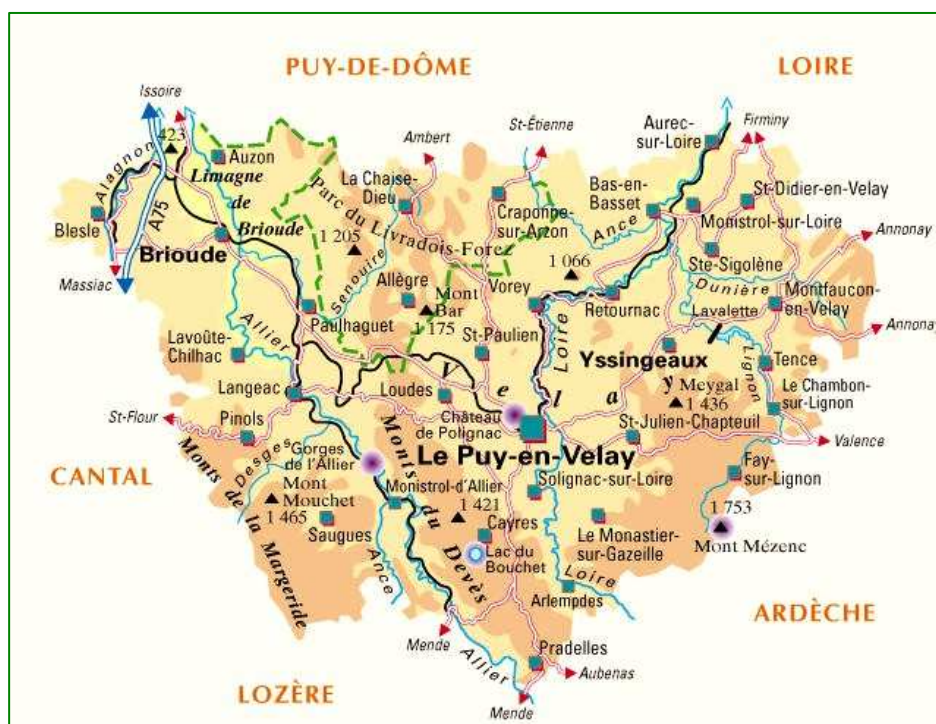 PUY-DE-DÔME
LOIRE
Issoire
423
Alagnon
A75
Auzon
Limagne
de
Brioude
Blesle
Brioude
Massiac
Ambert
St-Étienne
Aurec-
sur-Loire
Firminy
La Chaise-
Dieu
Parc du Livradois-Forez
Craponne-
sur-Arzon
Bas-en-
Basset
Ance
St-Didier-en-Velay
Monistrol-sur-Loire
Annonay
1 205
Senouire
1 066
Ste-Sigolène
Dunière
Allègre
Mont
Bar
1 175
Vorey
Retournac
Lavalette
Montfaucon-
en-Velay
Annonay
Paulhaguet
St-Paulien
Loire
Yssingeaux
Lavoûte-
Chilhac
Allier
Lignon
Tence
Langeac
Loudes
V e l a y
Meygal
1 436
Le Chambon-
sur-Lignon
St-Flour
Pinols
Château
de Polignac
St-Julien-Chapteuil
Valence
Le Puy-en-Velay
CANTAL
Monts de la Margeride
Desges
Gorges
de l'Allier
Monts du Devès
Mont
Mouchet
1 465
Monistrol-d'Allier
1 421
Solignac-sur-Loire
Fay-
sur-Lignon
Saugues
Cayres
Le Monastier-
sur-Gazeille
1 753
Mont Mézenc
Ance
Lac du
Bouchet
Loire
Arlempdes
ARDÈCHE
Mende
Allier
Pradelles
Aubenas
LOZÈRE
Mende